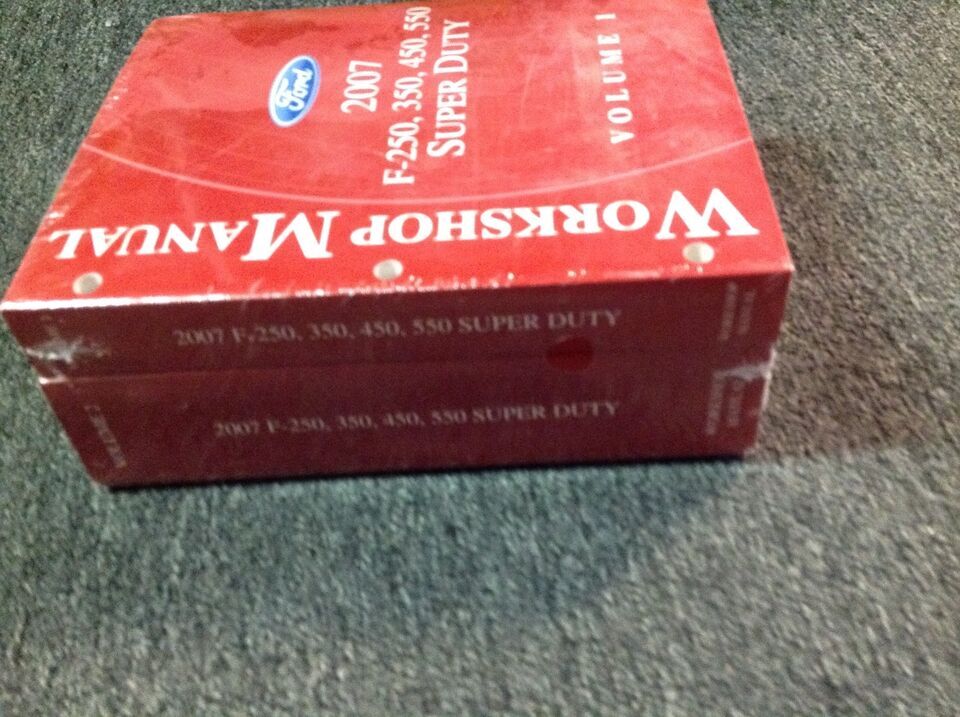 Ford
2007
F-250, 350, 450, 550
SUPER DUTY
VOLUME 1
WORKSHOP MANUAL
2007 F-250, 350, 450, 550 SUPER DUTY
2007 F-250, 350, 450, 550 SUPER DUTY